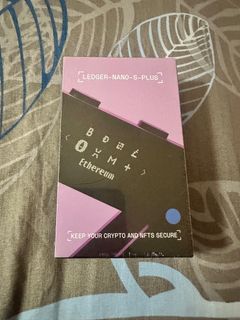 LEDGER-NANO-S-PLUS
Ethereum
KEEP YOUR CRYPTO AND NFTS SECURE